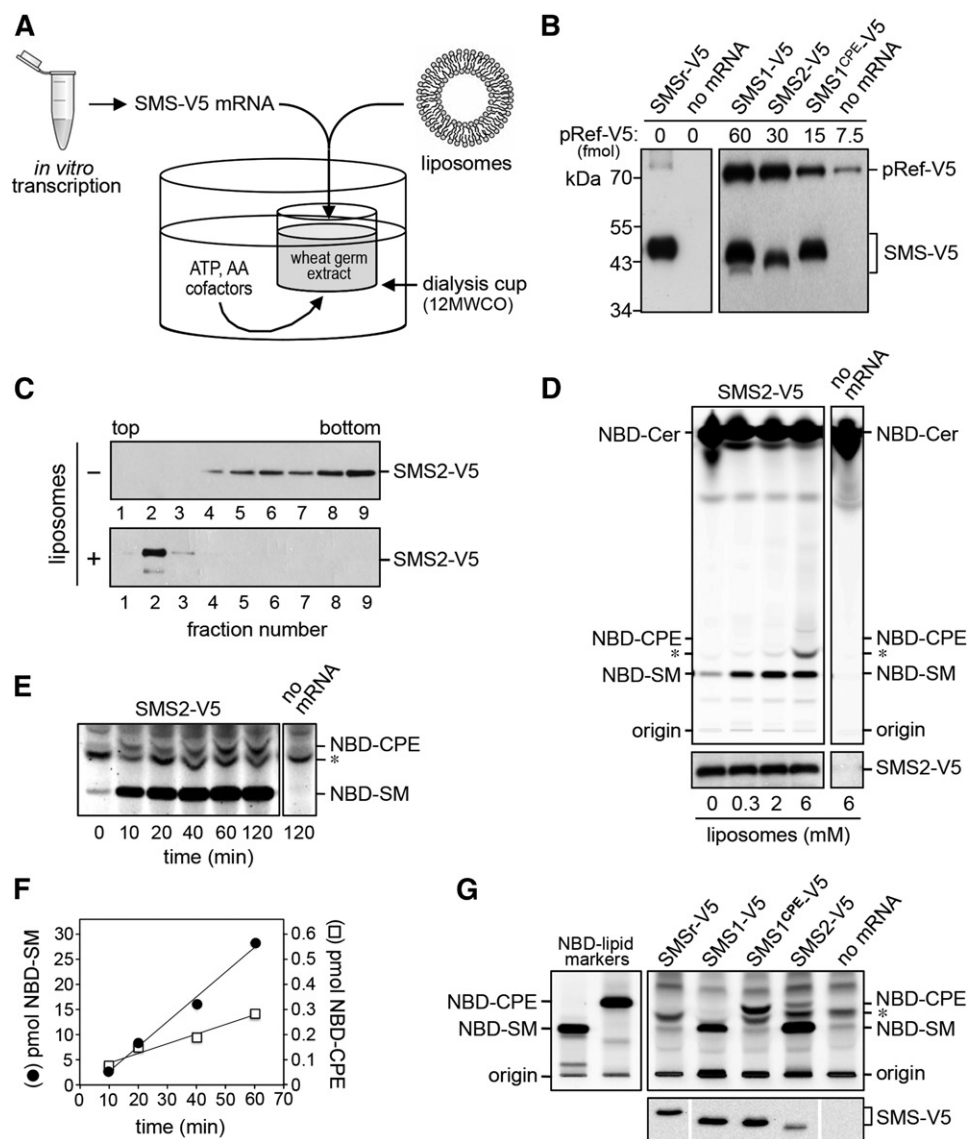 A
in vitro
transcription
SMS-V5 mRNA
liposomes
wheat germ
extract
ATP, AA
cofactors
dialysis cup
(12MWCO)
B
SMSr-V5
no mRNA
SMS1-V5
SMS2-V5
SMS1CPE-V5
no mRNA
pRef-V5: 0 0 60 30 15 7.5
(fmol)
kDa
70
55
43
34
pRef-V5
SMS-V5
C
top bottom
liposomes
–
SMS2-V5
1 2 3 4 5 6 7 8 9
+
SMS2-V5
1 2 3 4 5 6 7 8 9
fraction number
D
SMS2-V5
no
mRNA
NBD-Cer NBD-Cer
NBD-CPE NBD-CPE
* *
NBD-SM NBD-SM
origin origin
SMS2-V5
0 0.3 2 6 6
liposomes (mM)
E
SMS2-V5
no
mRNA
NBD-CPE
*
NBD-SM
0 10 20 40 60 120 120
time (min)
F
(●) pmol NBD-SM
30
25
20
15
10
5
0
(□) pmol NBD-CPE
0.6
0.5
0.4
0.3
0.2
0.1
0
0 10 20 30 40 50 60 70
time (min)
G
NBD-lipid
markers
SMSr-V5
SMS1-V5
SMS1CPE-V5
SMS2-V5
no mRNA
NBD-CPE NBD-CPE
*
NBD-SM NBD-SM
origin origin
SMS-V5